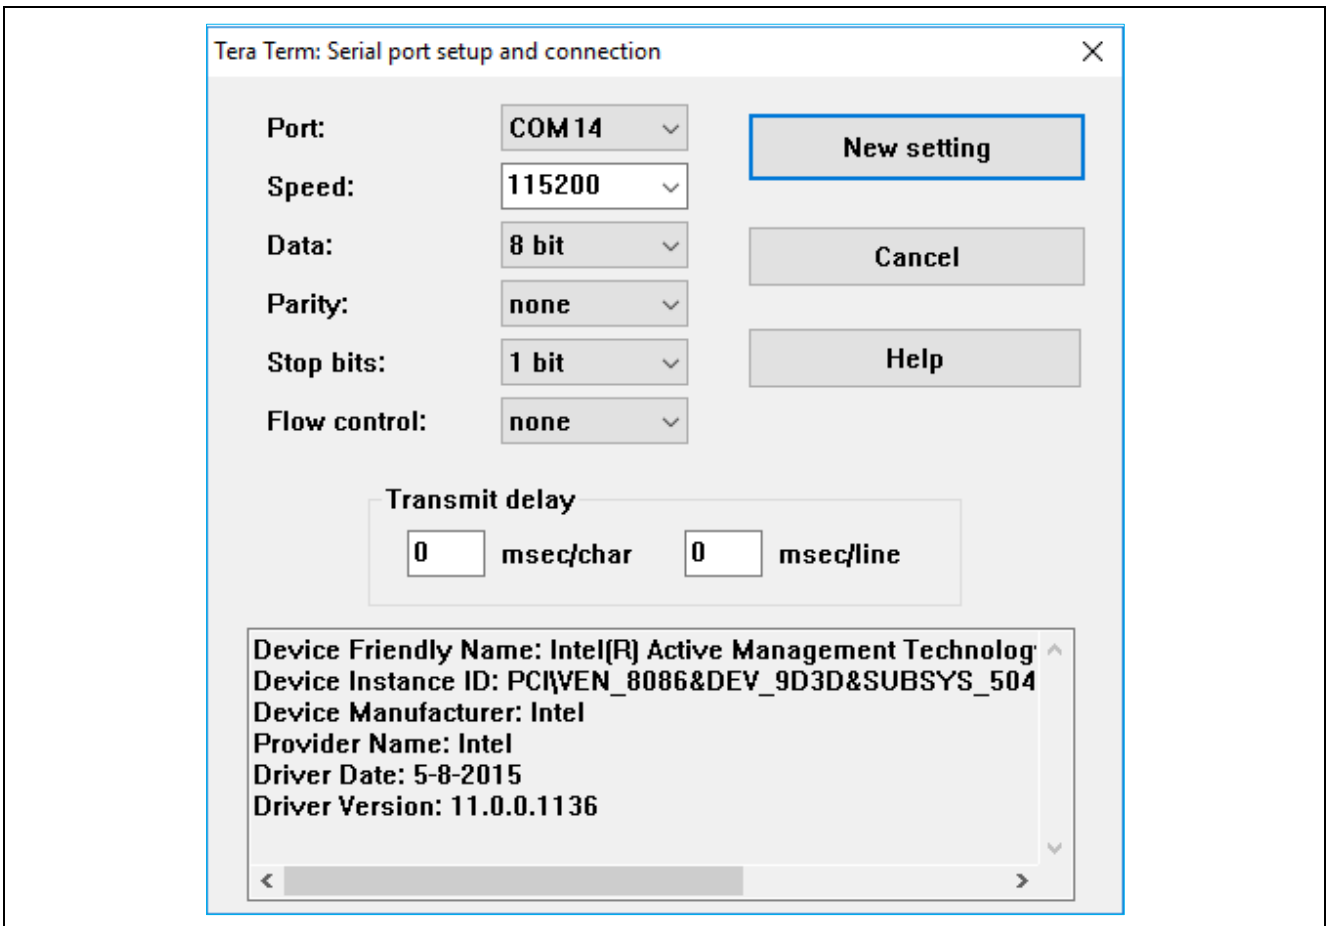 Tera Term: Serial port setup and connection
Port: COM14
New setting
Speed: 115200
Data: 8 bit
Cancel
Parity: none
Stop bits: 1 bit
Help
Flow control: none
Transmit delay
0 msec/char 0 msec/line
Device Friendly Name: Intel(R) Active Management Technolog
Device Instance ID: PCI\VEN_8086&DEV_9D3D&SUBSYS_504
Device Manufacturer: Intel
Provider Name: Intel
Driver Date: 5-8-2015
Driver Version: 11.0.0.1136